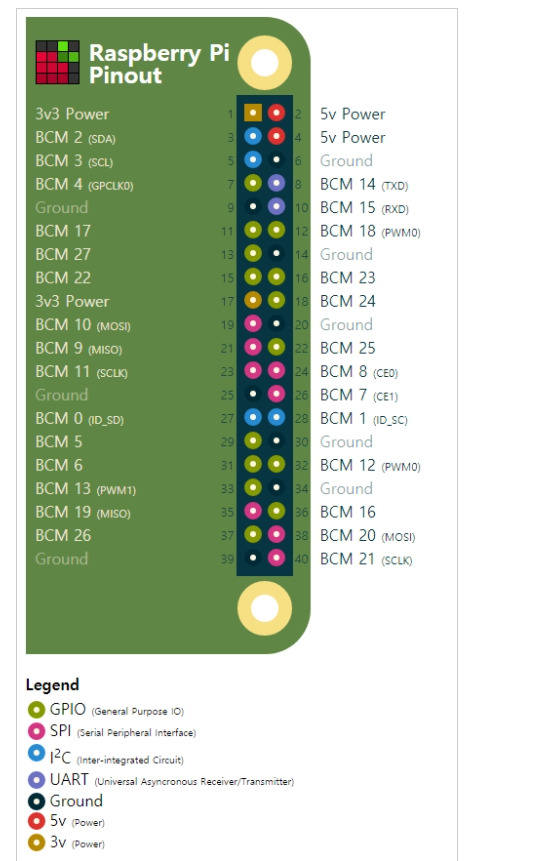 Raspberry Pi
Pinout
3v3 Power 1 2 5v Power
BCM 2 (SDA) 3 4 5v Power
BCM 3 (SCL) 5 6 Ground
BCM 4 (GPCLK0) 7 8 BCM 14 (TXD)
Ground 9 10 BCM 15 (RXD)
BCM 17 11 12 BCM 18 (PWM0)
BCM 27 13 14 Ground
BCM 22 15 16 BCM 23
3v3 Power 17 18 BCM 24
BCM 10 (MOSI) 19 20 Ground
BCM 9 (MISO) 21 22 BCM 25
BCM 11 (SCLK) 23 24 BCM 8 (CE0)
Ground 25 26 BCM 7 (CE1)
BCM 0 (ID_SD) 27 28 BCM 1 (ID_SC)
BCM 5 29 30 Ground
BCM 6 31 32 BCM 12 (PWM0)
BCM 13 (PWM1) 33 34 Ground
BCM 19 (MISO) 35 36 BCM 16
BCM 26 37 38 BCM 20 (MOSI)
Ground 39 40 BCM 21 (SCLK)
Legend
GPIO (General Purpose IO)
SPI (Serial Peripheral Interface)
I²C (Inter-integrated Circuit)
UART (Universal Asyncronous Receiver/Transmitter)
Ground
5v (Power)
3v (Power)